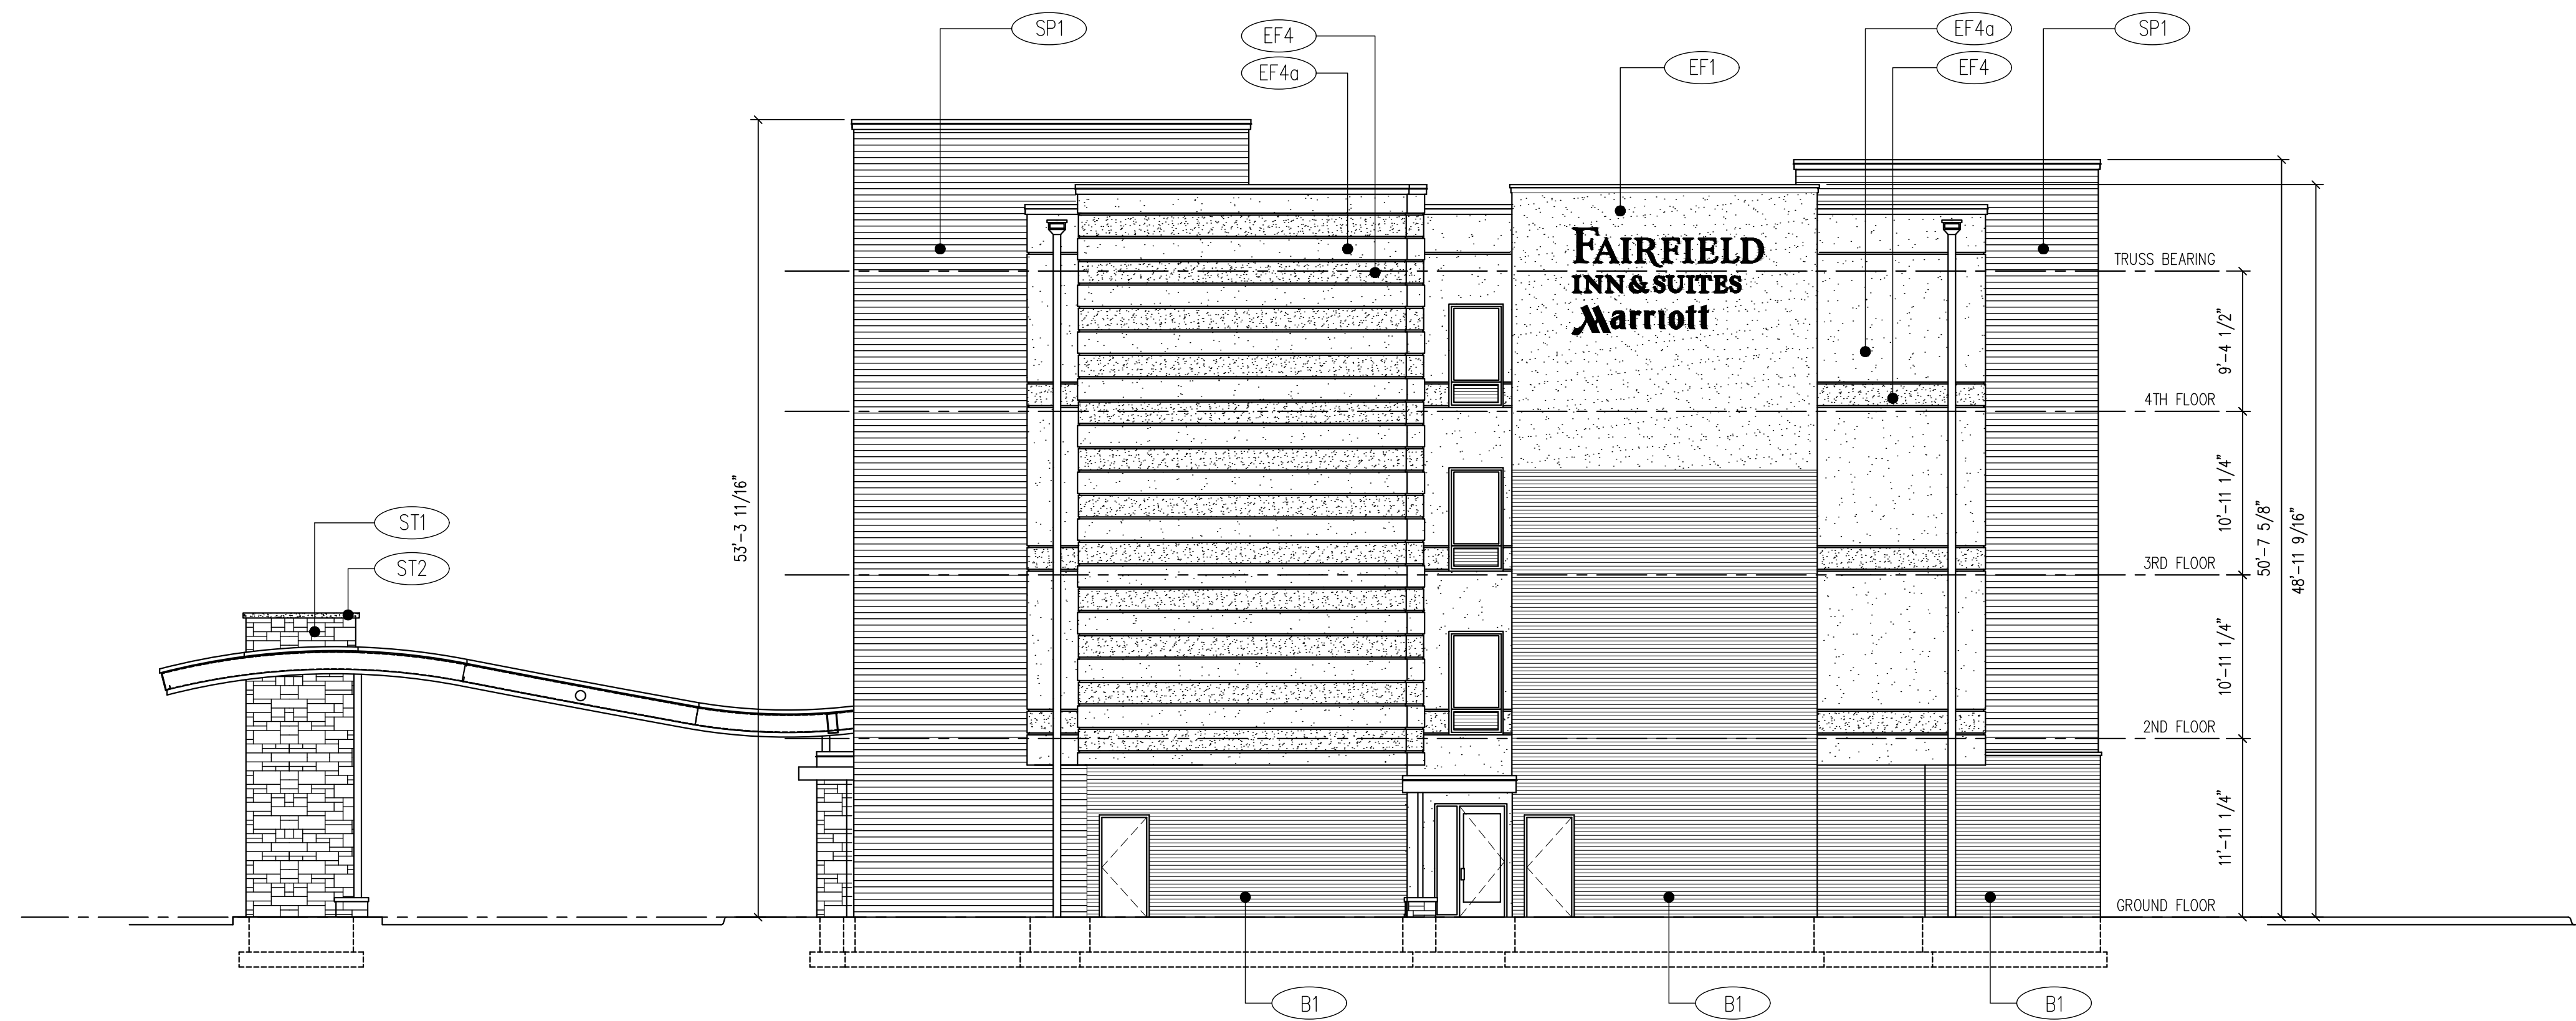 SP1
EF4
EF4a
EF1
EF4a
EF4
SP1
FAIRFIELD
INN & SUITES
Marriott
TRUSS BEARING
9'-4 1/2"
4TH FLOOR
10'-11 1/4"
53'-3 11/16"
50'-7 5/8"
48'-11 9/16"
ST1
ST2
3RD FLOOR
10'-11 1/4"
2ND FLOOR
11'-11 1/4"
GROUND FLOOR
B1
B1
B1